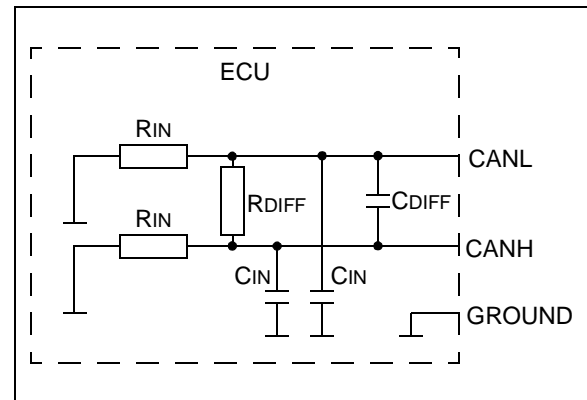 ECU
RIN
CANL
RDIFF
CDIFF
RIN
CANH
CIN
CIN
GROUND